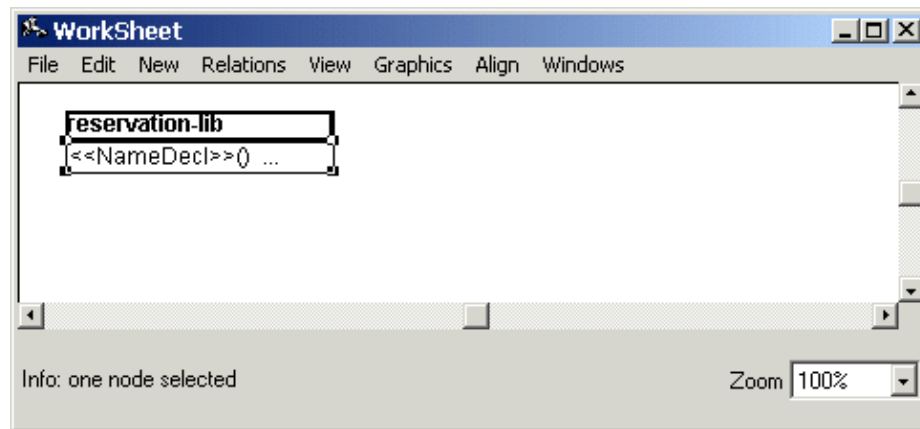 WorkSheet
File Edit New Relations View Graphics Align Windows
reservation-lib
<<NameDecl>>() ...
Info: one node selected
Zoom 100%